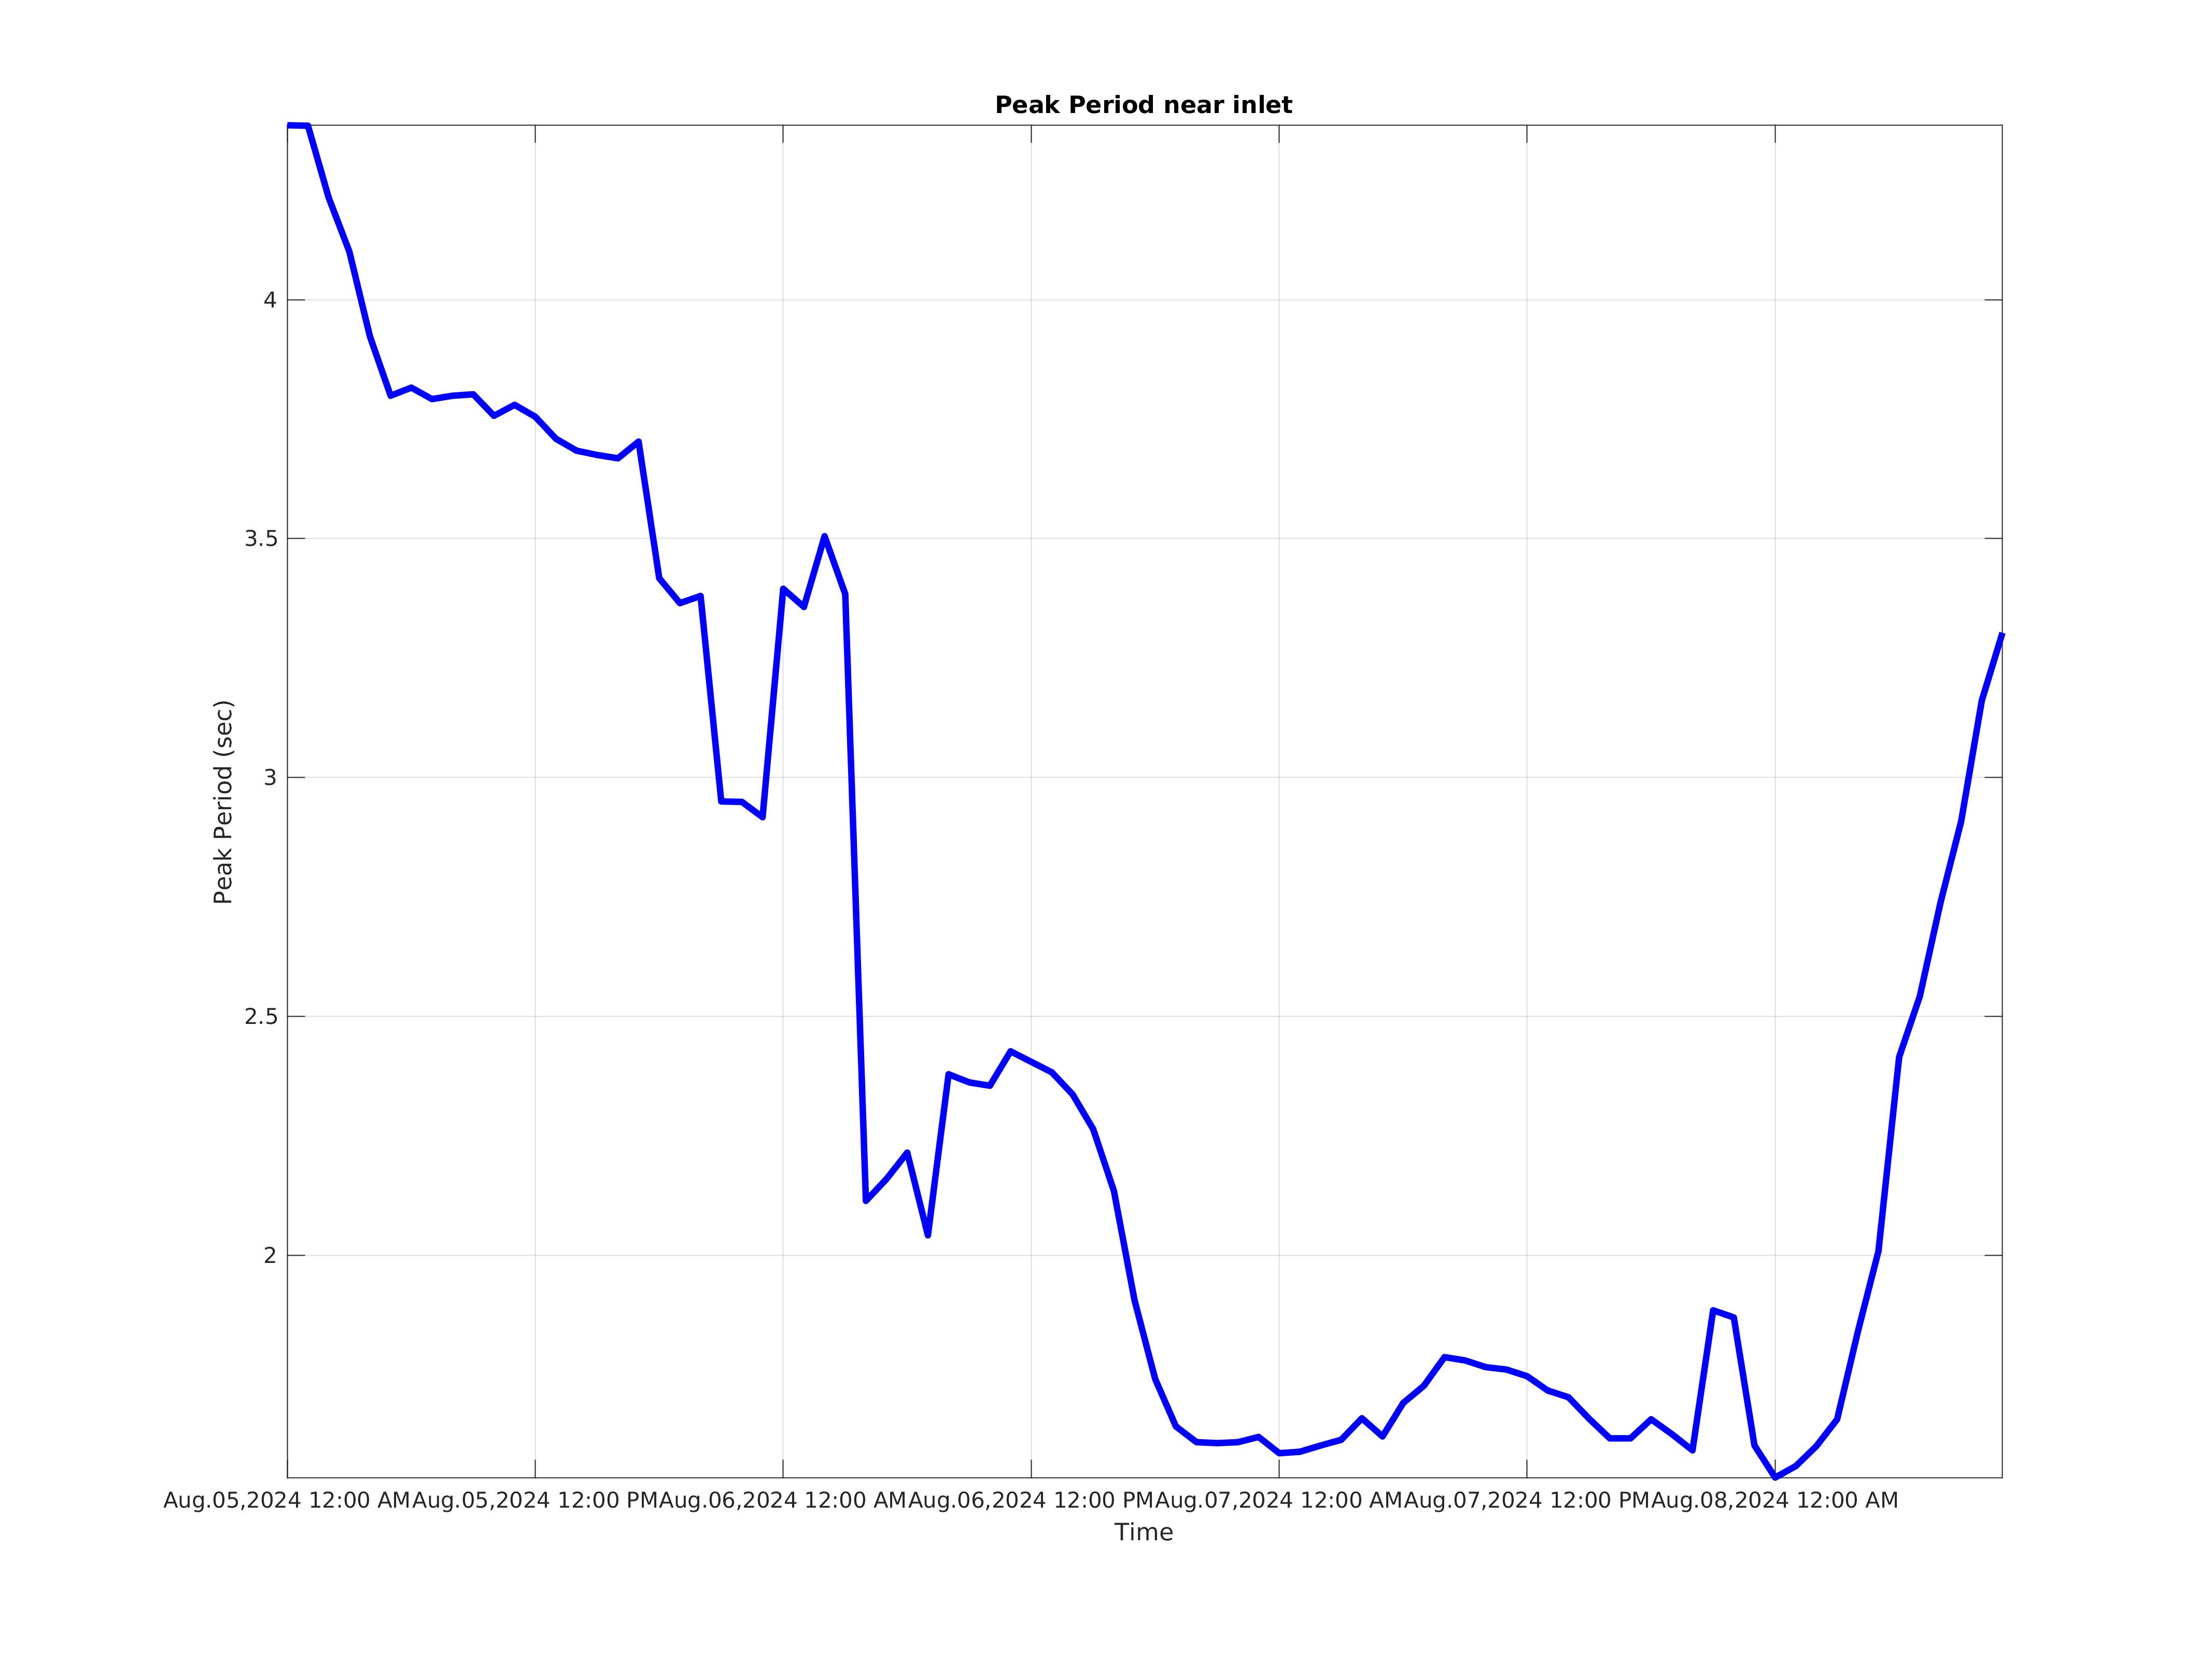 Peak Period near inlet
4
3.5
3
2.5
2
Peak Period (sec)
Aug.05,2024 12:00 AM Aug.05,2024 12:00 PM Aug.06,2024 12:00 AM Aug.06,2024 12:00 PM Aug.07,2024 12:00 AM Aug.07,2024 12:00 PM Aug.08,2024 12:00 AM
Time